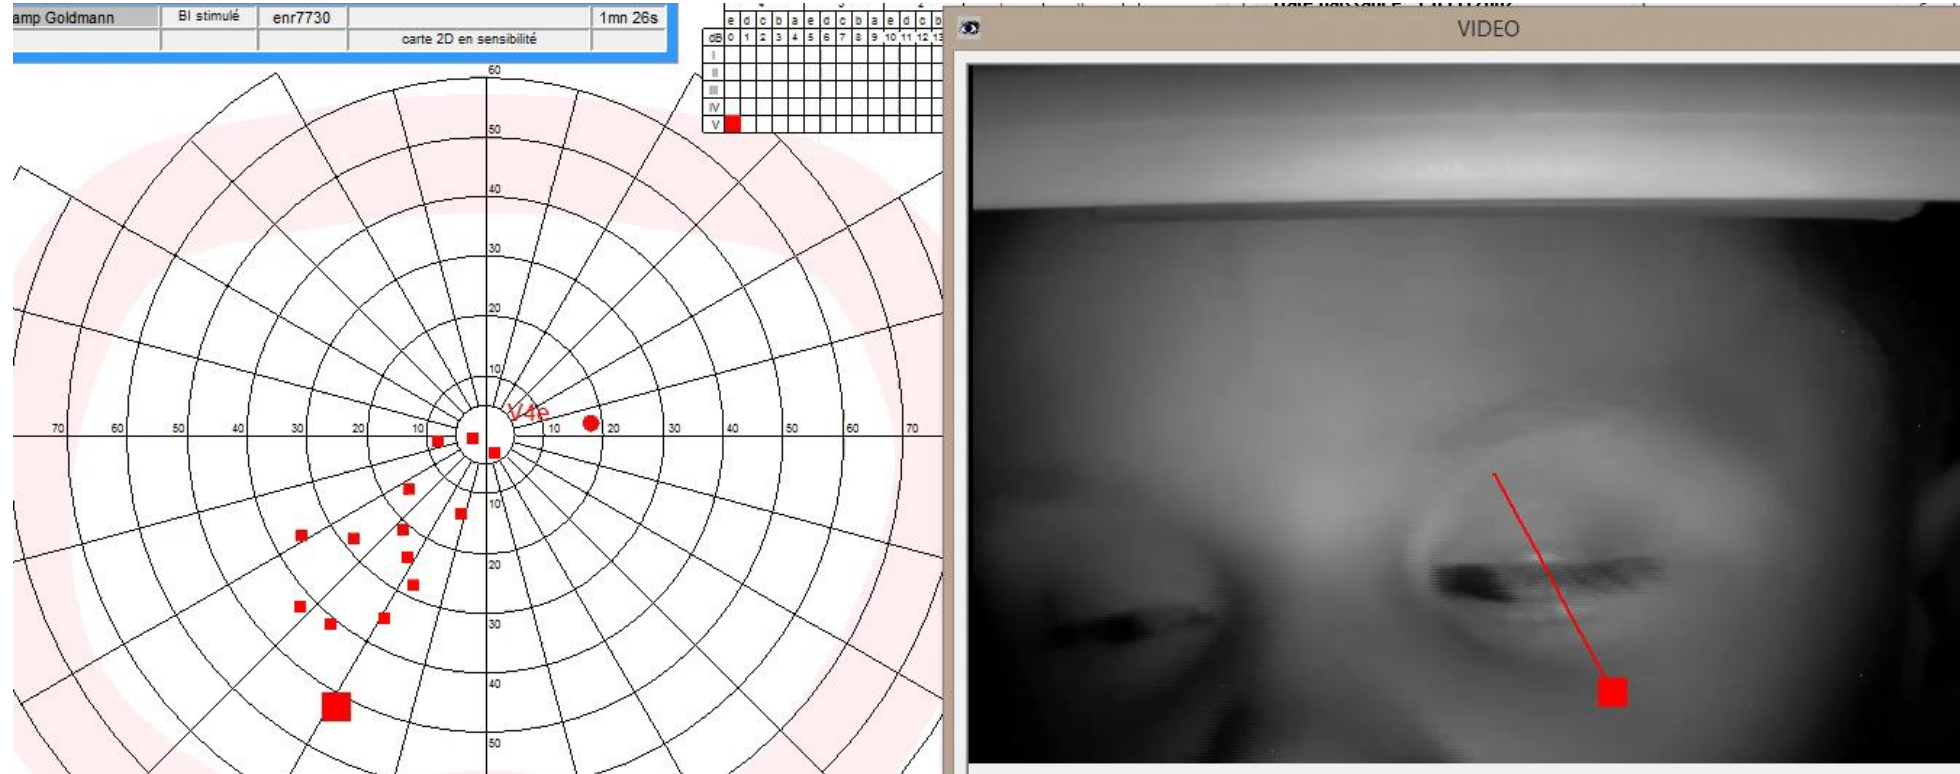 amp Goldmann BI stimulé enr7730 1mn 26s
carte 2D en sensibilité
e d c b a e d c b a e d c b
dB 0 1 2 3 4 5 6 7 8 9 10 11 12 13
I
II
III
IV
V
VIDEO
60
50
40
30
20
10
V4e
70 60 50 40 30 20 10 10 20 30 40 50 60 70
10
20
30
40
50